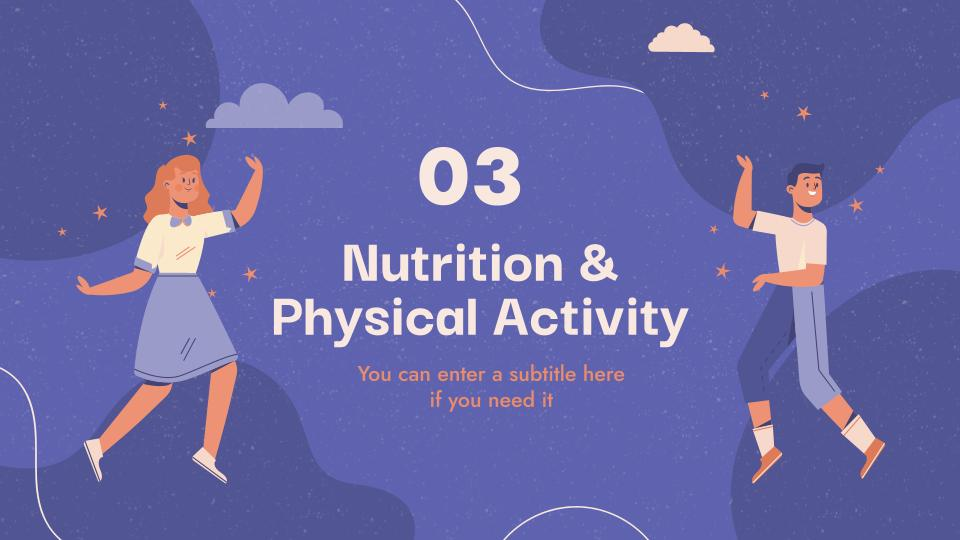 03
Nutrition &
Physical Activity
You can enter a subtitle here
if you need it